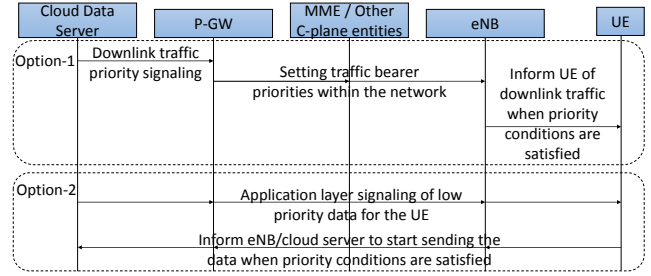 Cloud Data
Server
P-GW
MME / Other
C-plane entities
eNB
UE
Option-1
Downlink traffic
priority signaling
Setting traffic bearer
priorities within the network
Inform UE of
downlink traffic
when priority
conditions are
satisfied
Option-2
Application layer signaling of low
priority data for the UE
Inform eNB/cloud server to start sending the
data when priority conditions are satisfied